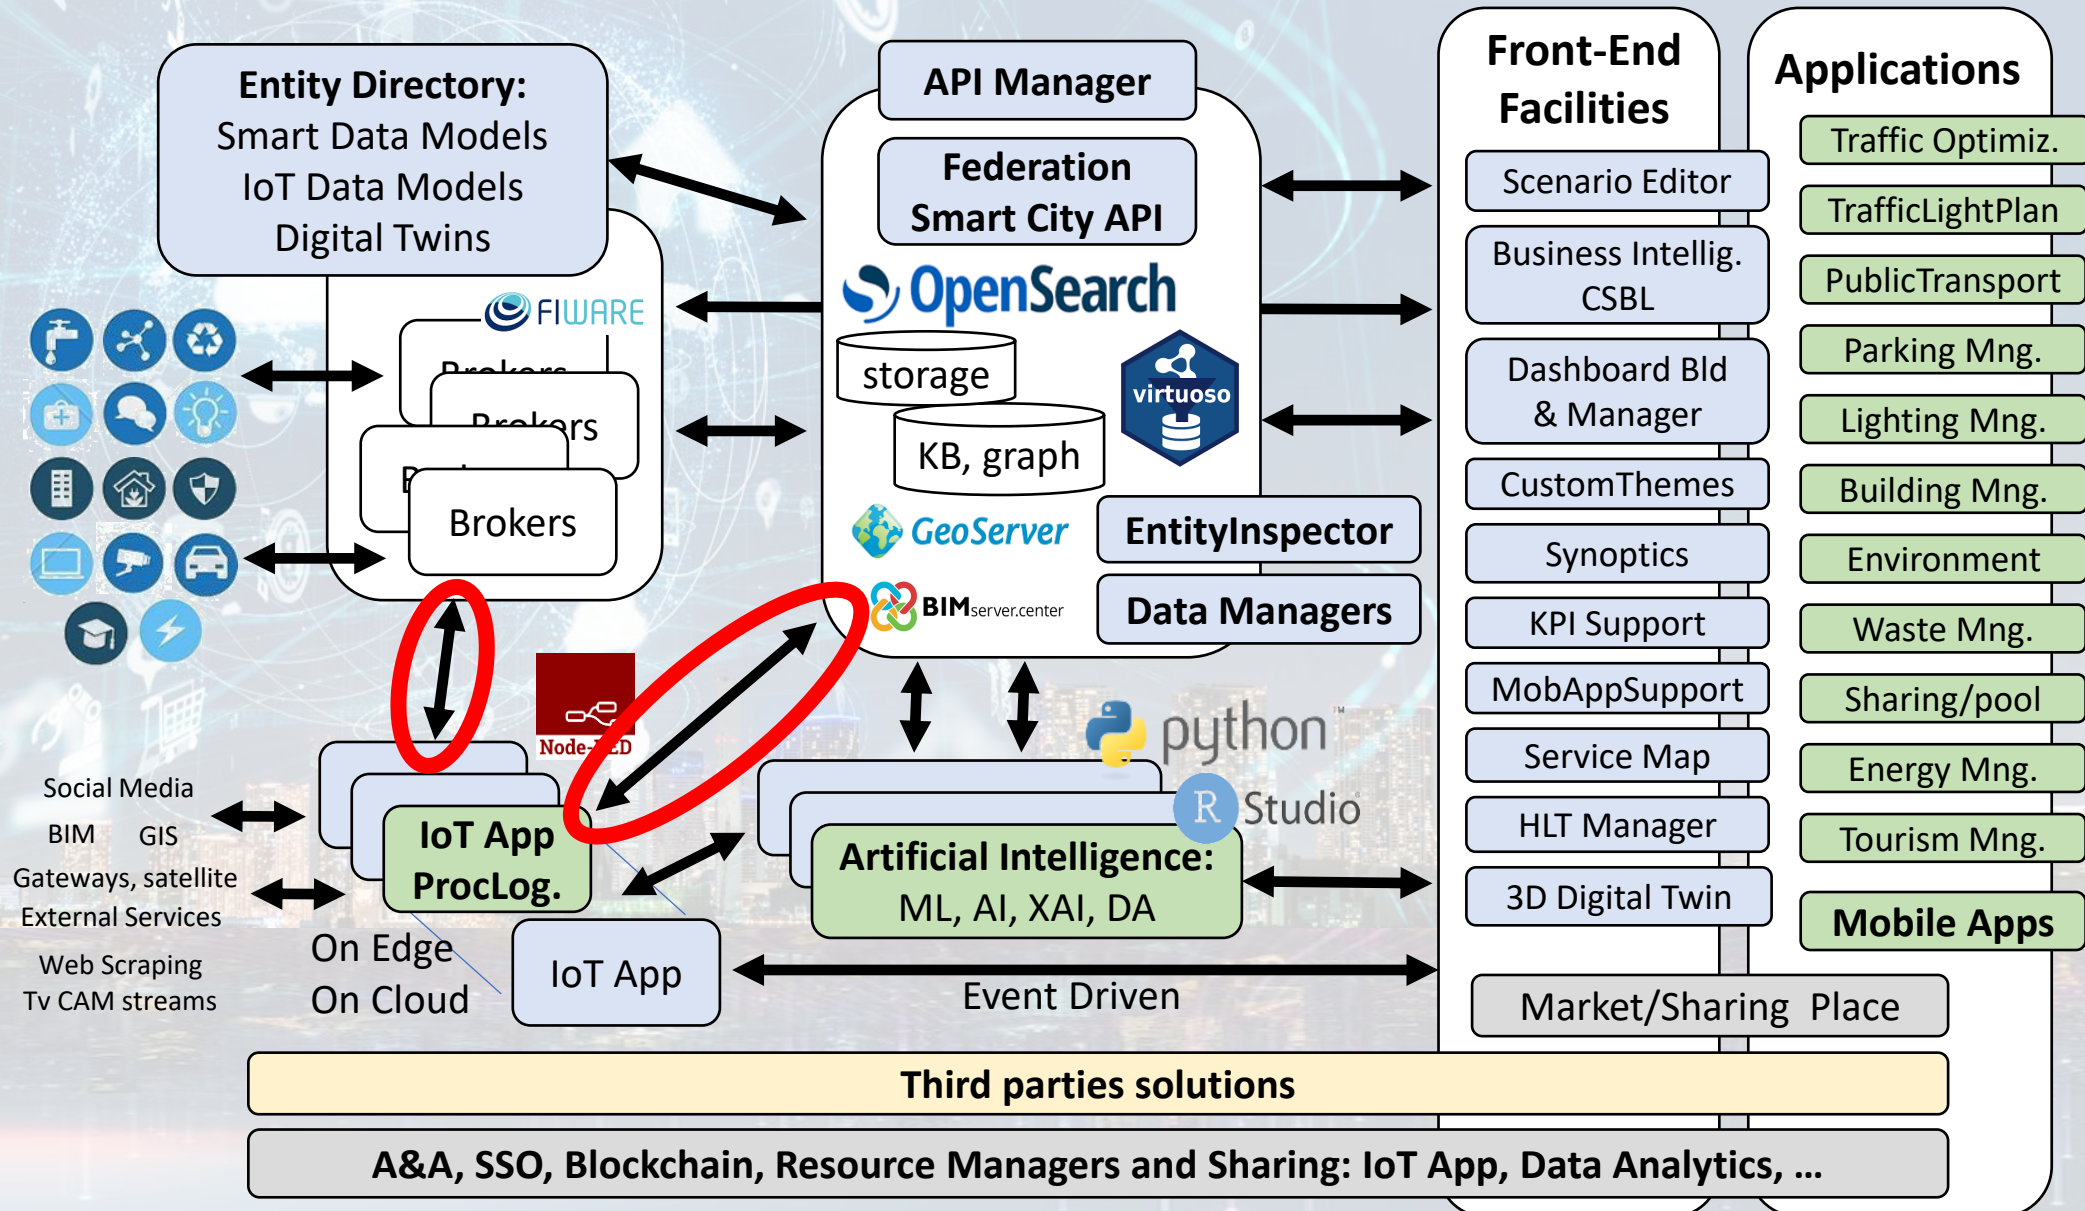 Entity Directory:
Smart Data Models
IoT Data Models
Digital Twins
FIWARE
Brokers
Brokers
Brokers
API Manager
Federation
Smart City API
OpenSearch
storage
KB, graph
virtuoso
GeoServer
EntityInspector
BIMserver.center
Data Managers
Front-End
Facilities
Scenario Editor
Business Intellig.
CSBL
Dashboard Bld
& Manager
CustomThemes
Synoptics
KPI Support
MobAppSupport
Service Map
HLT Manager
3D Digital Twin
Applications
Traffic Optimiz.
TrafficLightPlan
PublicTransport
Parking Mng.
Lighting Mng.
Building Mng.
Environment
Waste Mng.
Sharing/pool
Energy Mng.
Tourism Mng.
Mobile Apps
Market/Sharing Place
Node-RED
Social Media
BIM GIS
Gateways, satellite
External Services
Web Scraping
Tv CAM streams
IoT App
ProcLog.
On Edge
On Cloud
IoT App
python™
R Studio
Artificial Intelligence:
ML, AI, XAI, DA
Event Driven
Third parties solutions
A&A, SSO, Blockchain, Resource Managers and Sharing: IoT App, Data Analytics, ...